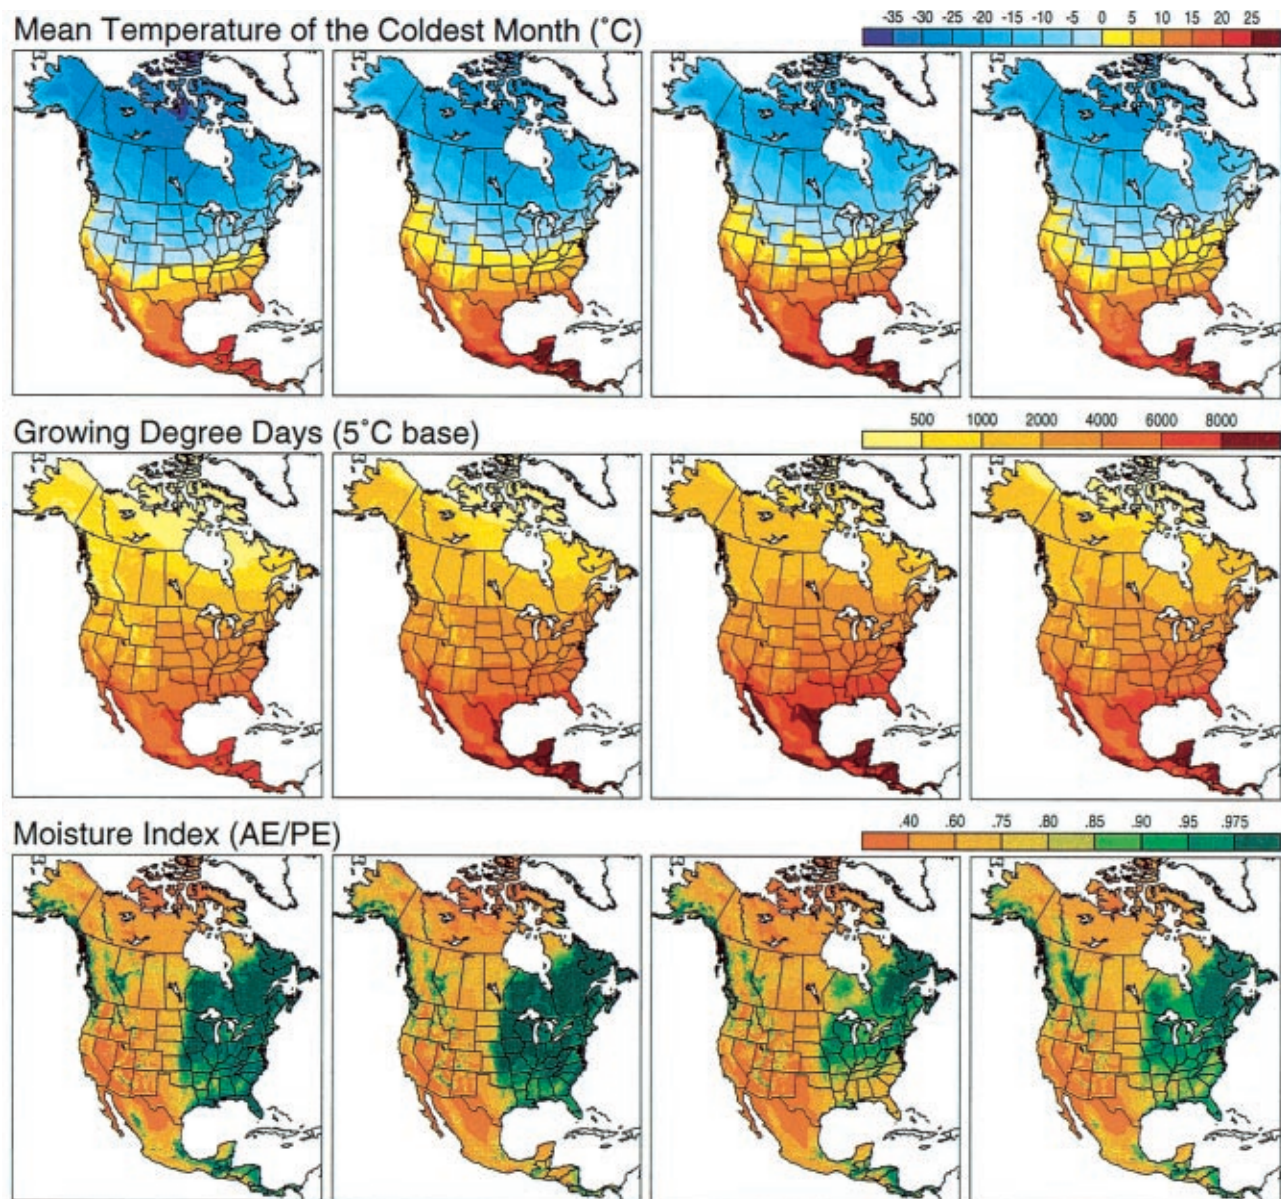 Mean Temperature of the Coldest Month (˚C)
-35 -30 -25 -20 -15 -10 -5 0 5 10 15 20 25
Growing Degree Days (5˚C base)
500 1000 2000 4000 6000 8000
Moisture Index (AE/PE)
.40 .60 .75 .80 .85 .90 .95 .975